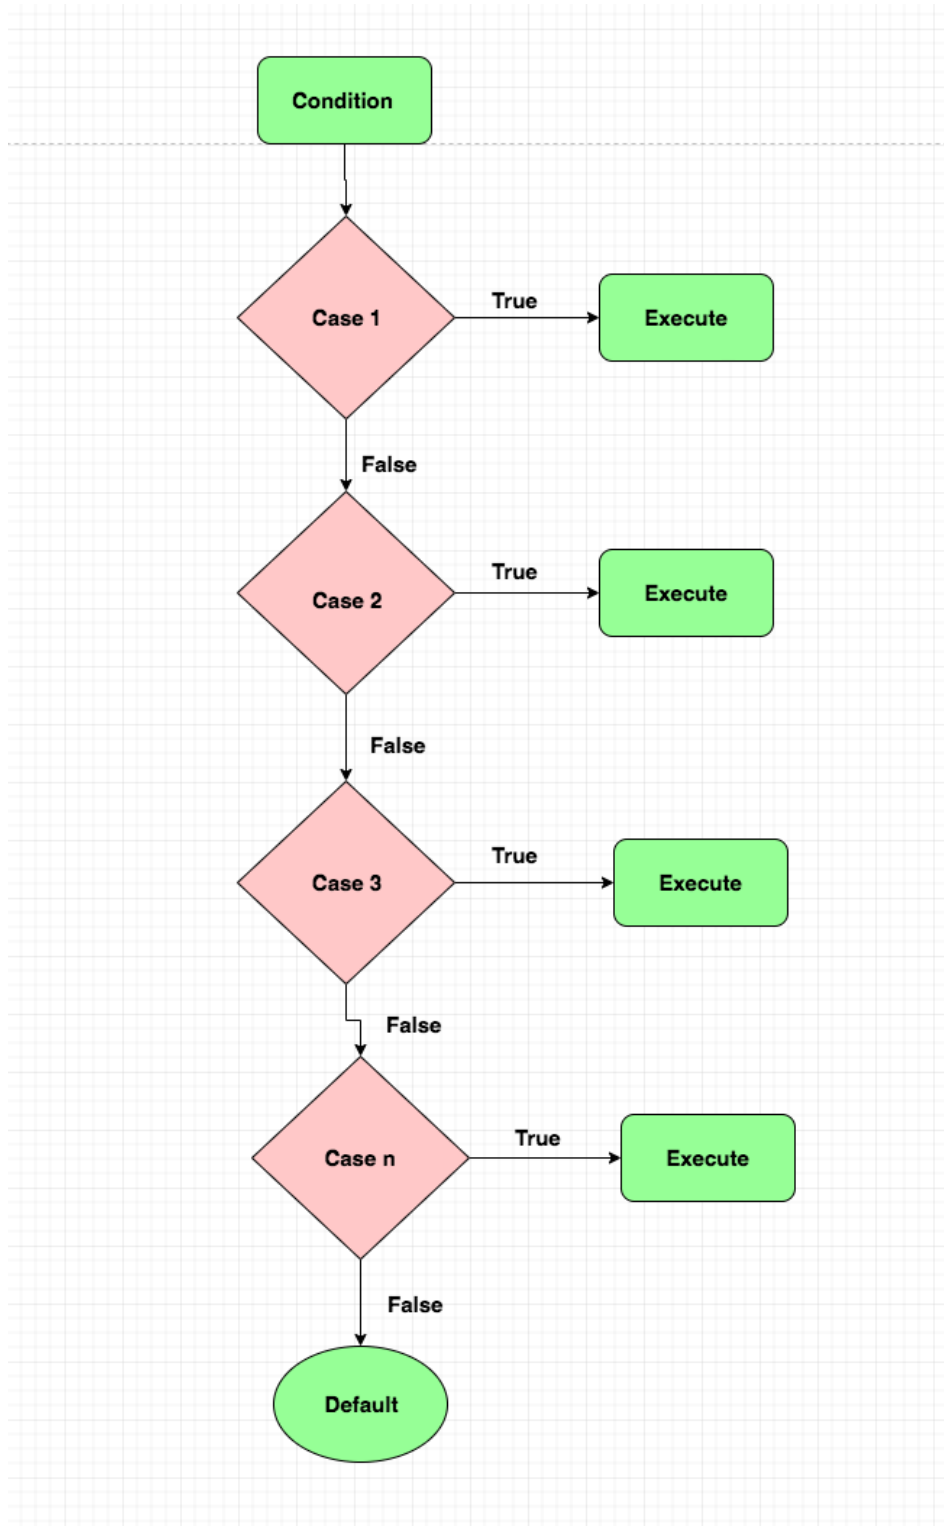 Condition
Case 1
True
Execute
False
Case 2
True
Execute
False
Case 3
True
Execute
False
Case n
True
Execute
False
Default